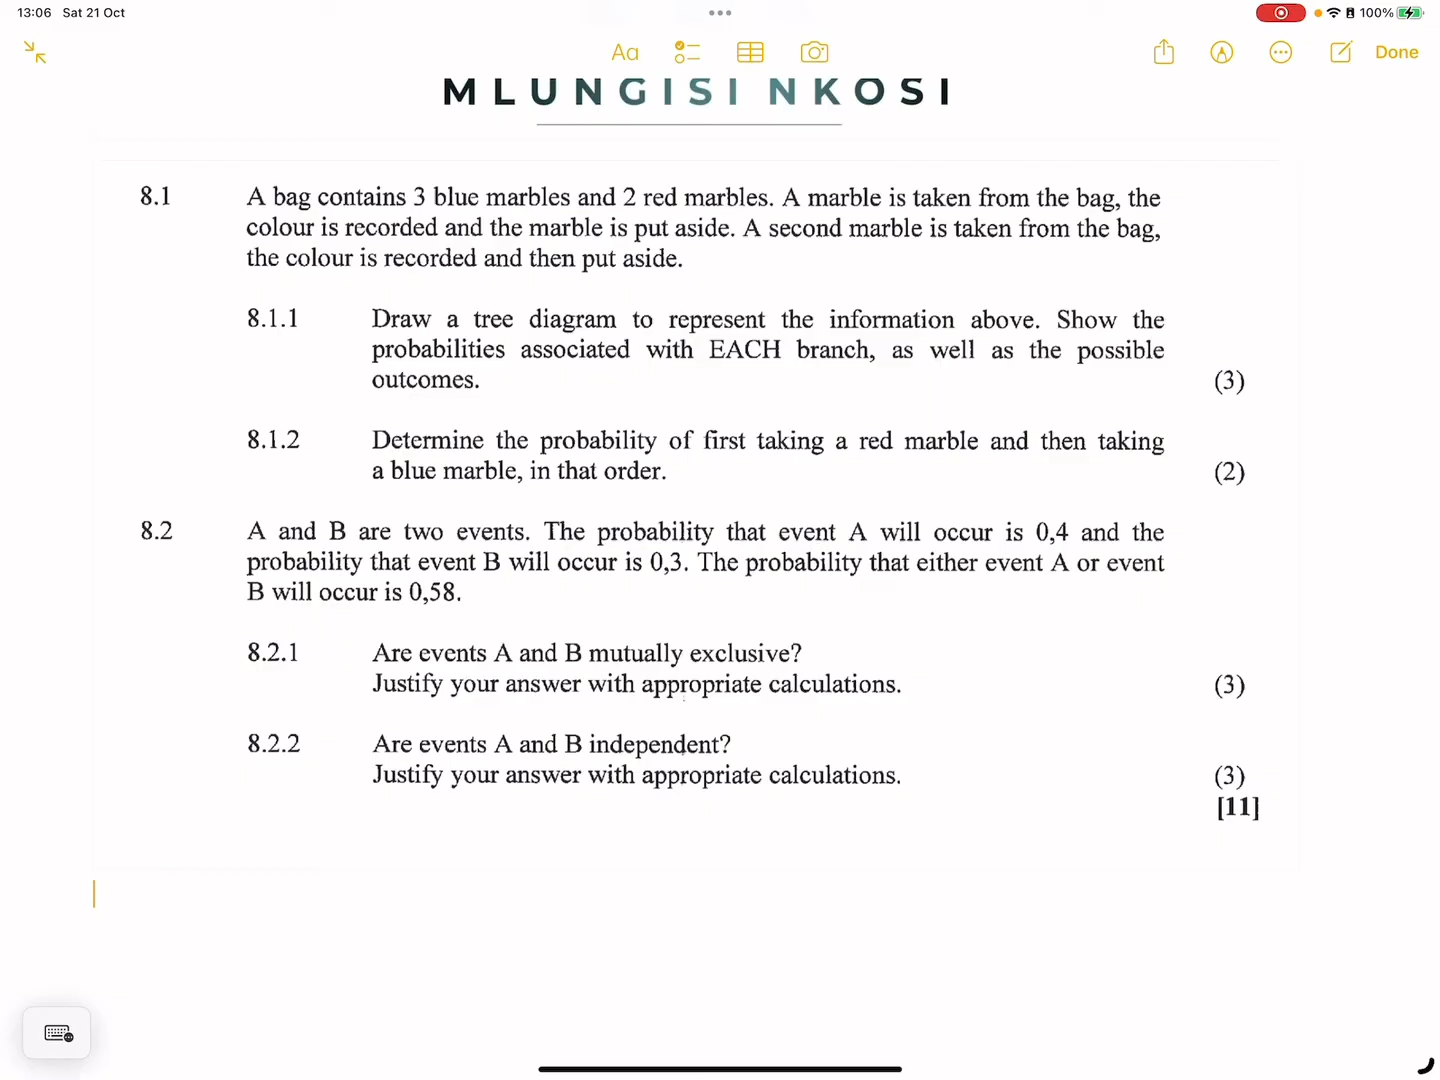 13:06 Sat 21 Oct
100%
Aa
Done
MLUNGISI NKOSI
8.1 A bag contains 3 blue marbles and 2 red marbles. A marble is taken from the bag, the
colour is recorded and the marble is put aside. A second marble is taken from the bag,
the colour is recorded and then put aside.
8.1.1 Draw a tree diagram to represent the information above. Show the
probabilities associated with EACH branch, as well as the possible
outcomes. (3)
8.1.2 Determine the probability of first taking a red marble and then taking
a blue marble, in that order. (2)
8.2 A and B are two events. The probability that event A will occur is 0,4 and the
probability that event B will occur is 0,3. The probability that either event A or event
B will occur is 0,58.
8.2.1 Are events A and B mutually exclusive?
Justify your answer with appropriate calculations. (3)
8.2.2 Are events A and B independent?
Justify your answer with appropriate calculations. (3)
[11]